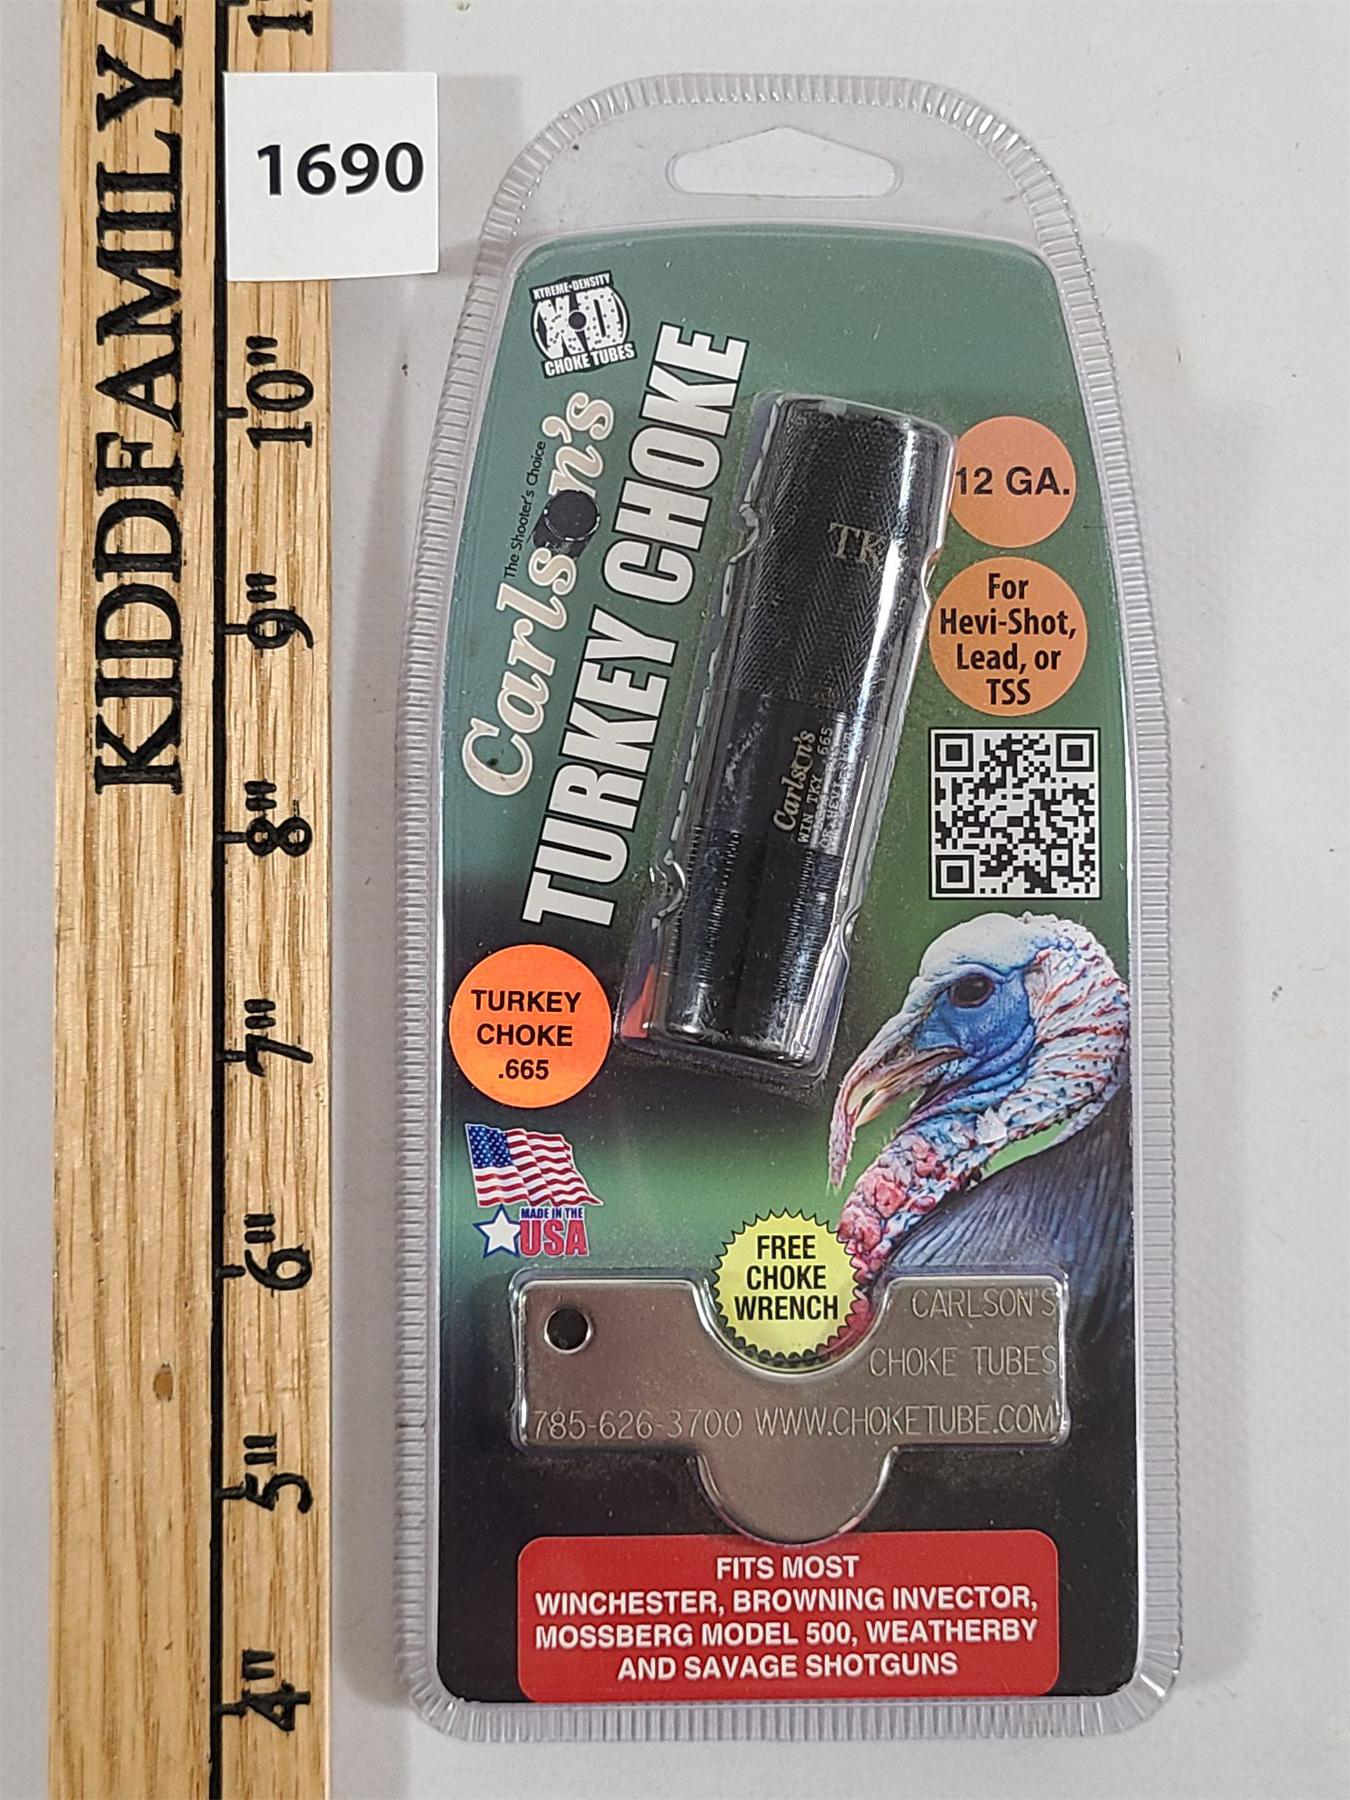 KIDDFAMILYA
10"
9"
8"
7"
6"
5"
4"
1690
XTREME-DENSITY
X-D
CHOKE TUBES
The Shooter's Choice
Carlson's
TURKEY CHOKE
TK
Carlson's
WIN TKY .665
12 GA.
For
Hevi-Shot,
Lead, or
TSS
TURKEY
CHOKE
.665
MADE IN THE
USA
FREE
CHOKE
WRENCH
CARLSON'S
CHOKE TUBES
785-626-3700 WWW.CHOKETUBE.COM
FITS MOST
WINCHESTER, BROWNING INVECTOR,
MOSSBERG MODEL 500, WEATHERBY
AND SAVAGE SHOTGUNS